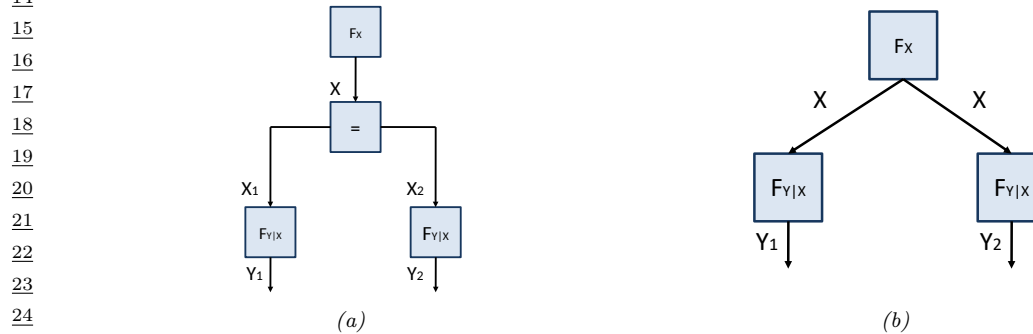 14
15
16
17
18
19
20
21
22
23
24
FX
X
=
X1 X2
FY|X FY|X
Y1 Y2
(a)
FX
X X
FY|X FY|X
Y1 Y2
(b)